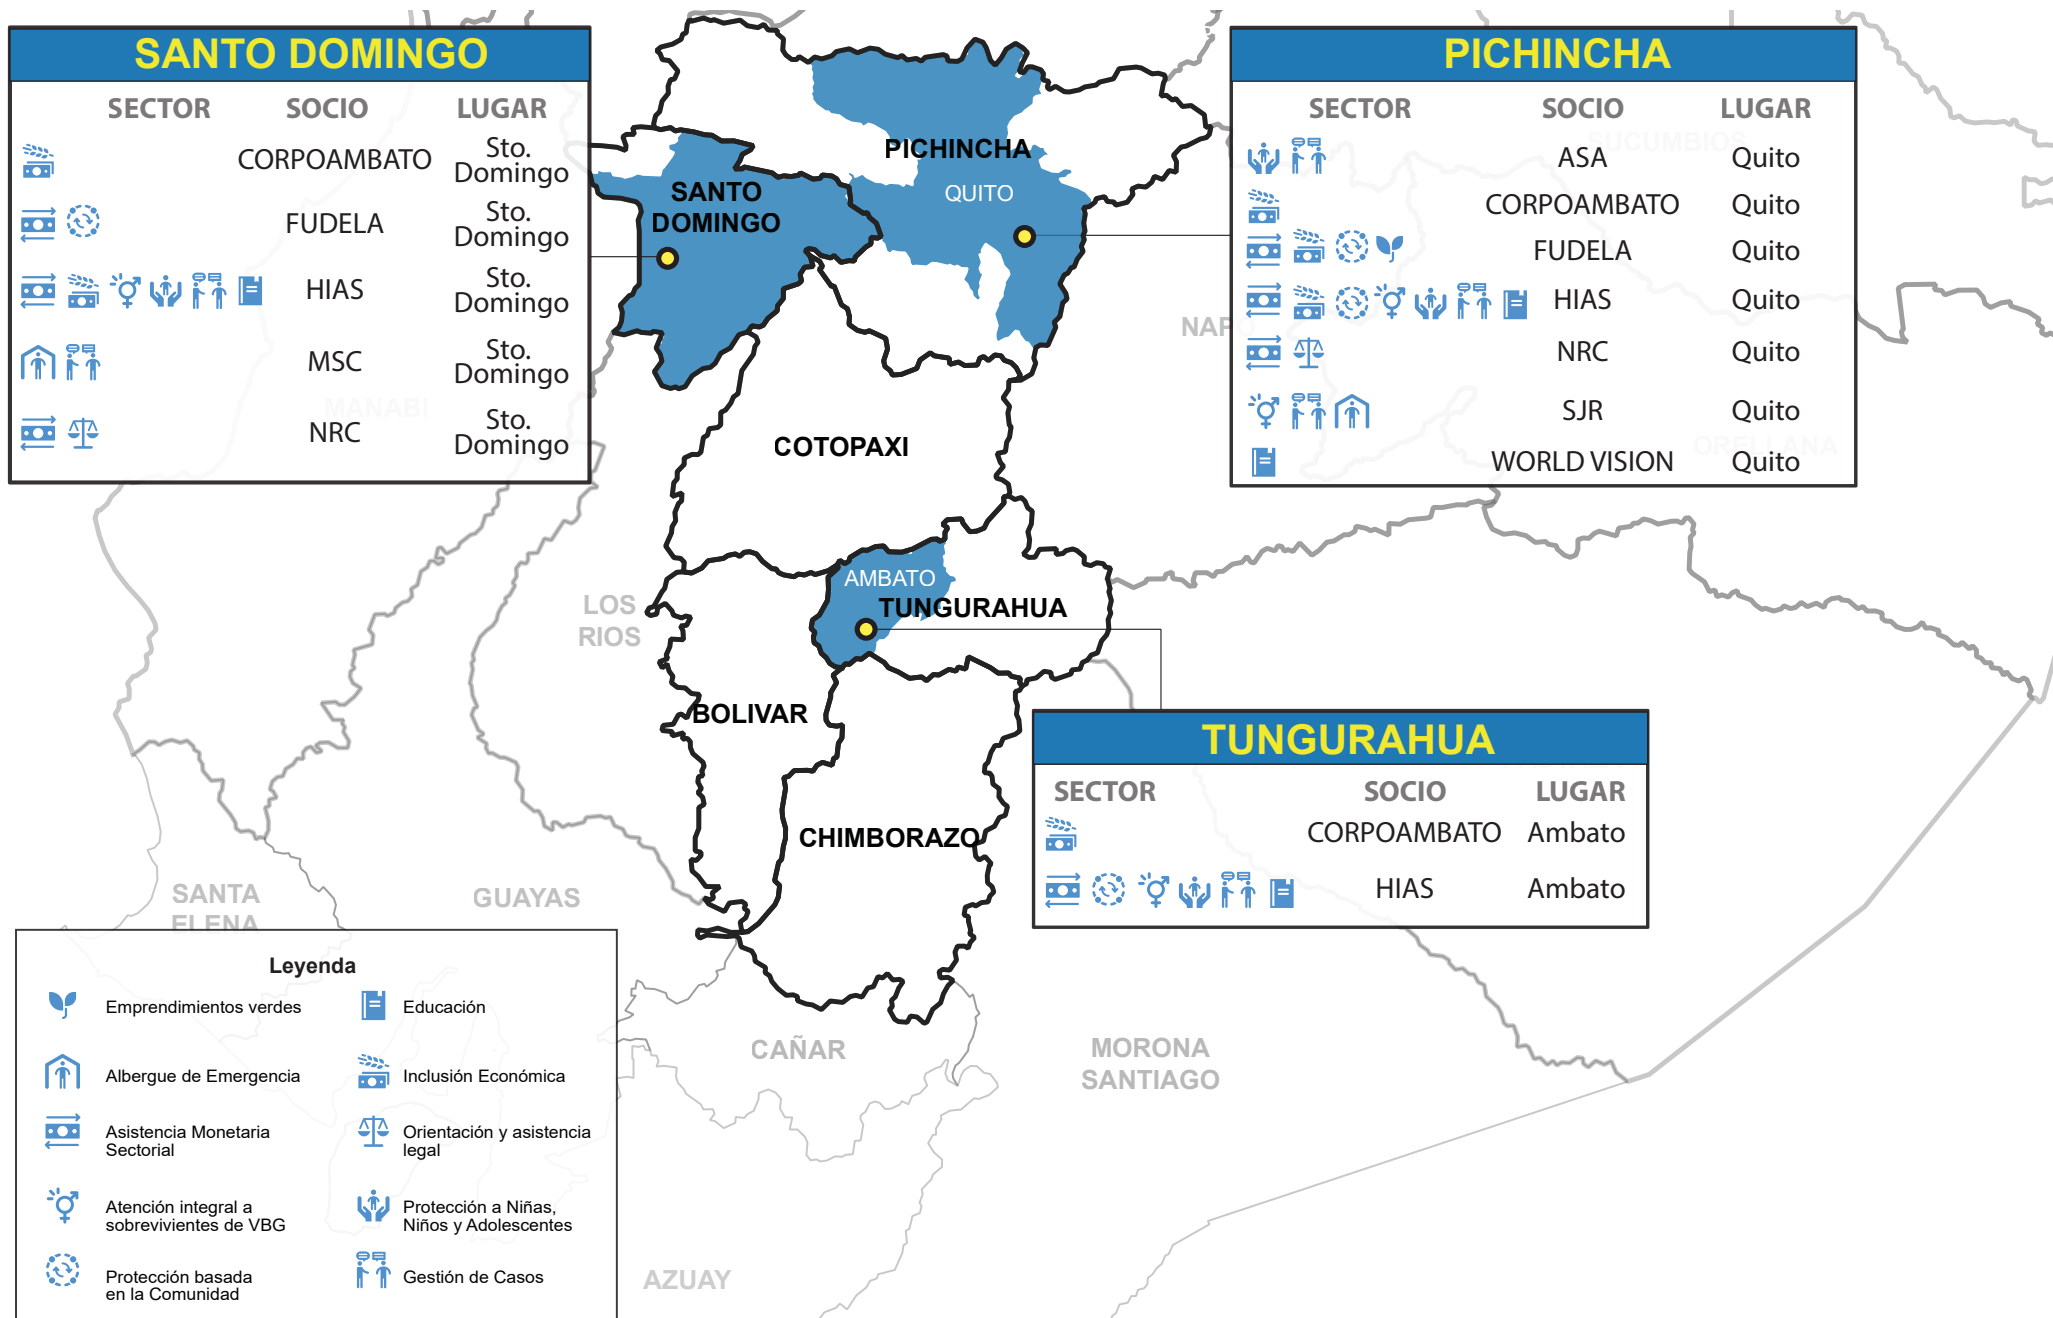 SANTO DOMINGO
SECTOR SOCIO LUGAR
CORPOAMBATO Sto. Domingo
FUDELA Sto. Domingo
HIAS Sto. Domingo
MSC Sto. Domingo
NRC Sto. Domingo
PICHINCHA
SECTOR SOCIO LUGAR
ASA Quito
CORPOAMBATO Quito
FUDELA Quito
HIAS Quito
NRC Quito
SJR Quito
WORLD VISION Quito
SUCUMBIOS
ORELLANA
MANABI
NAPO
PICHINCHA
QUITO
SANTO
DOMINGO
COTOPAXI
AMBATO
TUNGURAHUA
LOS
RIOS
BOLIVAR
CHIMBORAZO
TUNGURAHUA
SECTOR SOCIO LUGAR
CORPOAMBATO Ambato
HIAS Ambato
SANTA
ELENA
GUAYAS
CAÑAR
MORONA
SANTIAGO
AZUAY
Leyenda
Emprendimientos verdes
Educación
Albergue de Emergencia
Inclusión Económica
Asistencia Monetaria
Sectorial
Orientación y asistencia
legal
Atención integral a
sobrevivientes de VBG
Protección a Niñas,
Niños y Adolescentes
Protección basada
en la Comunidad
Gestión de Casos